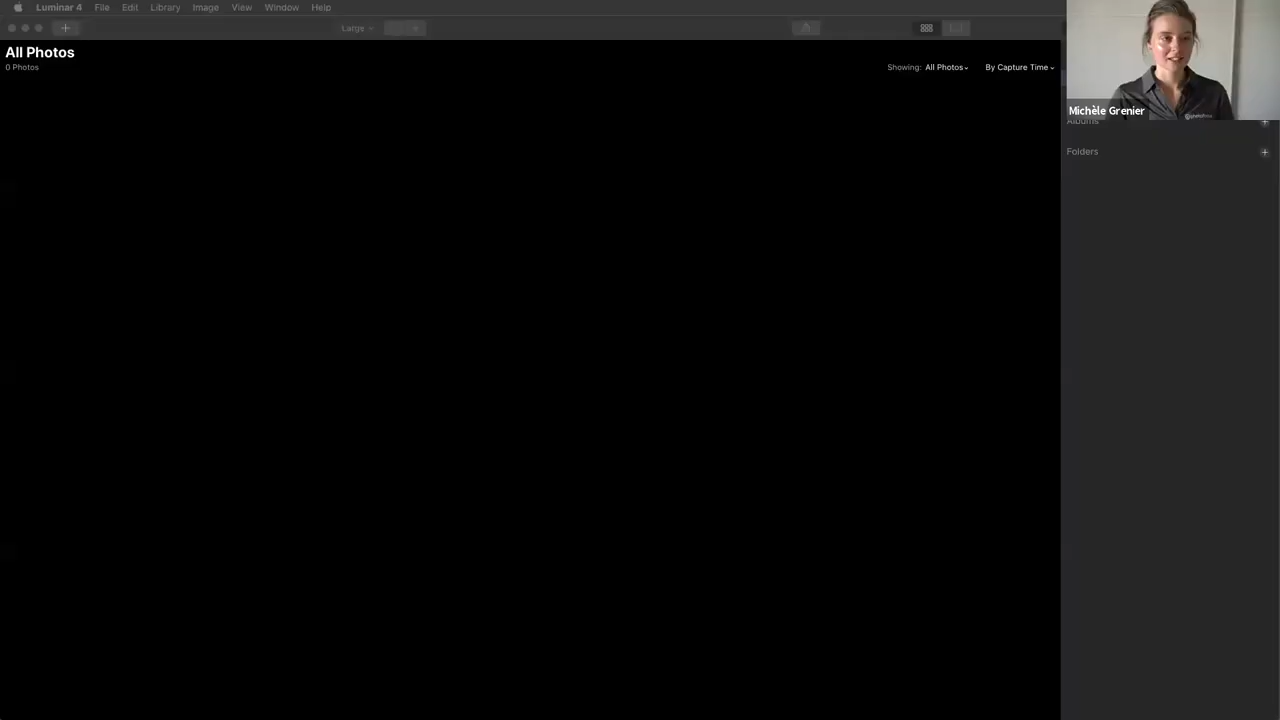 Luminar 4 File Edit Library Image View Window Help
Large
All Photos
0 Photos
Showing: All Photos By Capture Time
Michèle Grenier
Albums
Folders